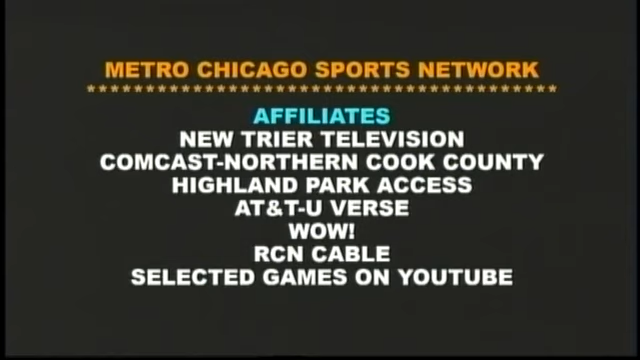 METRO CHICAGO SPORTS NETWORK
****************************************
AFFILIATES
NEW TRIER TELEVISION
COMCAST-NORTHERN COOK COUNTY
HIGHLAND PARK ACCESS
AT&T-U VERSE
WOW!
RCN CABLE
SELECTED GAMES ON YOUTUBE